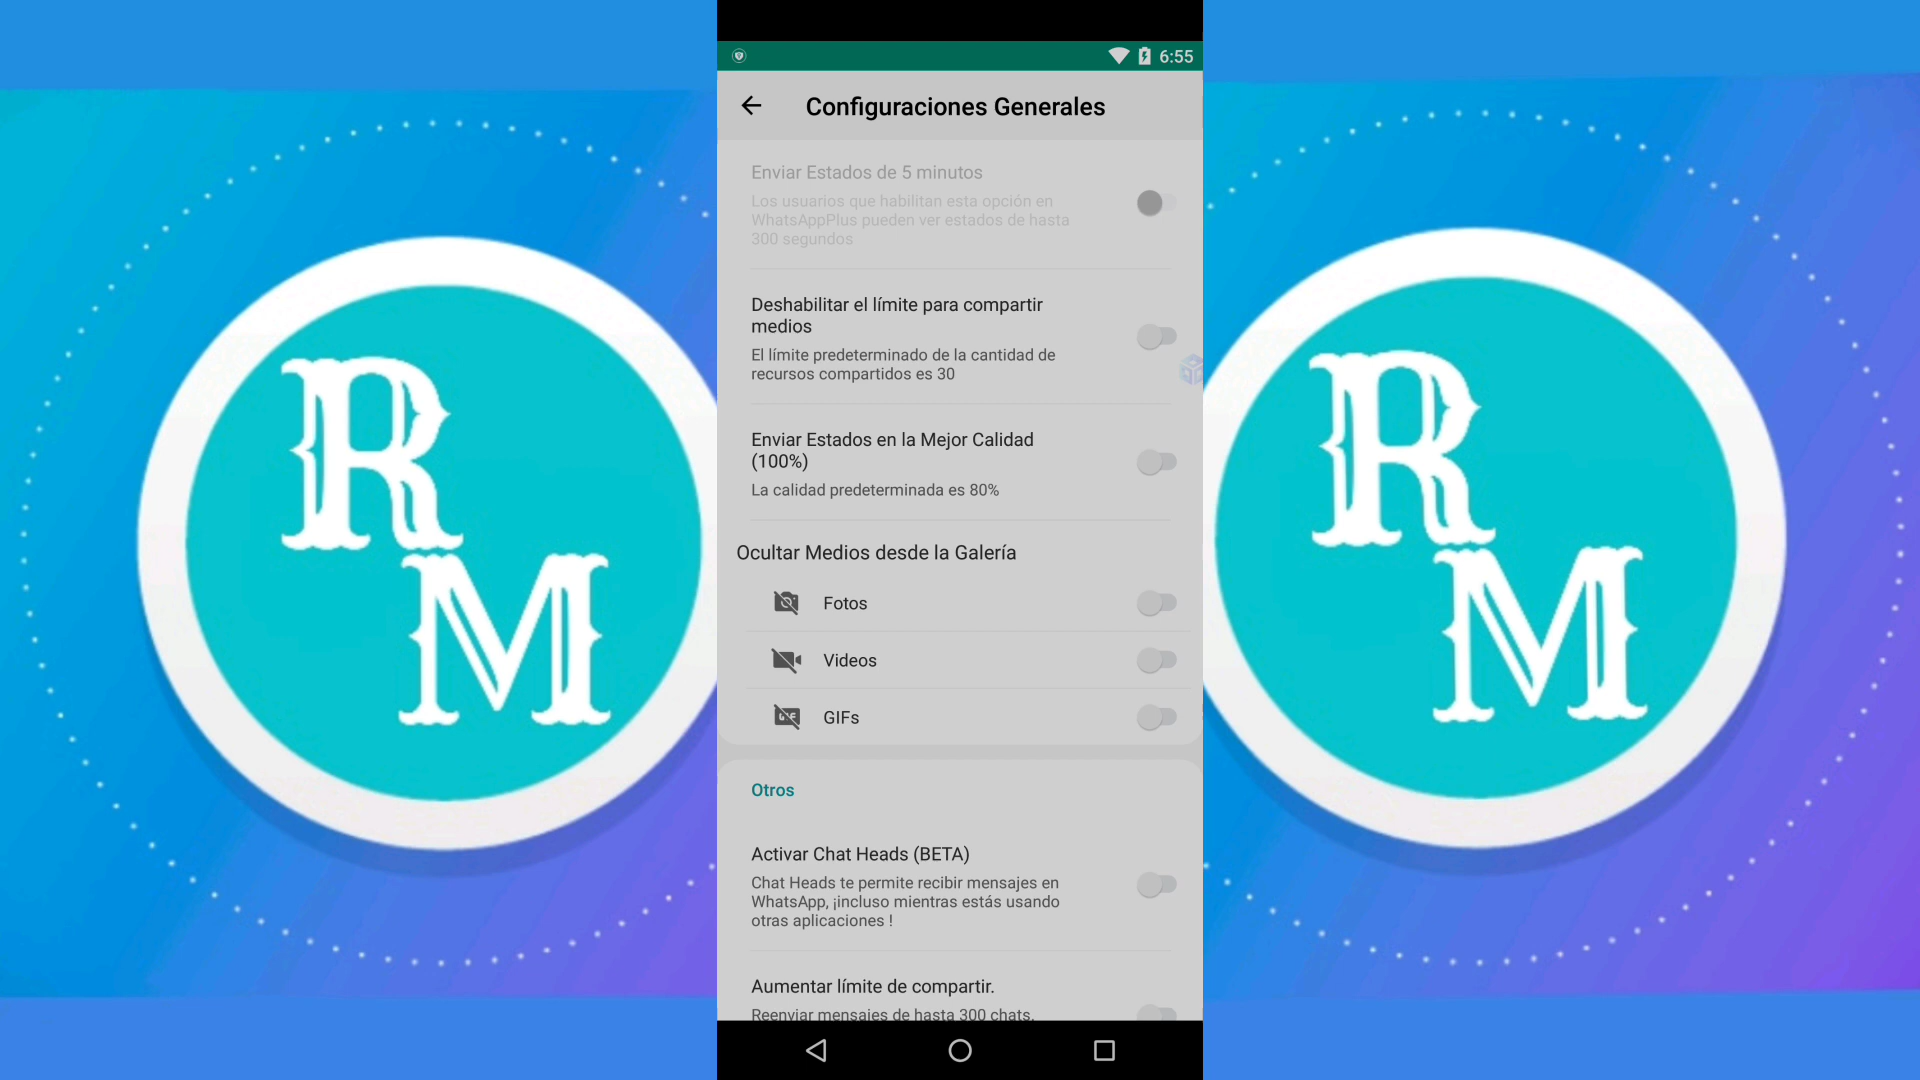 6:55
Configuraciones Generales
Enviar Estados de 5 minutos
Los usuarios que habilitan esta opción en
WhatsAppPlus pueden ver estados de hasta
300 segundos
Deshabilitar el límite para compartir
medios
El límite predeterminado de la cantidad de
recursos compartidos es 30
Enviar Estados en la Mejor Calidad
(100%)
La calidad predeterminada es 80%
Ocultar Medios desde la Galería
Fotos
Videos
GIF
GIFs
Otros
Activar Chat Heads (BETA)
Chat Heads te permite recibir mensajes en
WhatsApp, ¡incluso mientras estás usando
otras aplicaciones !
Aumentar límite de compartir.
Reenviar mensajes de hasta 300 chats.
R
M
R
M